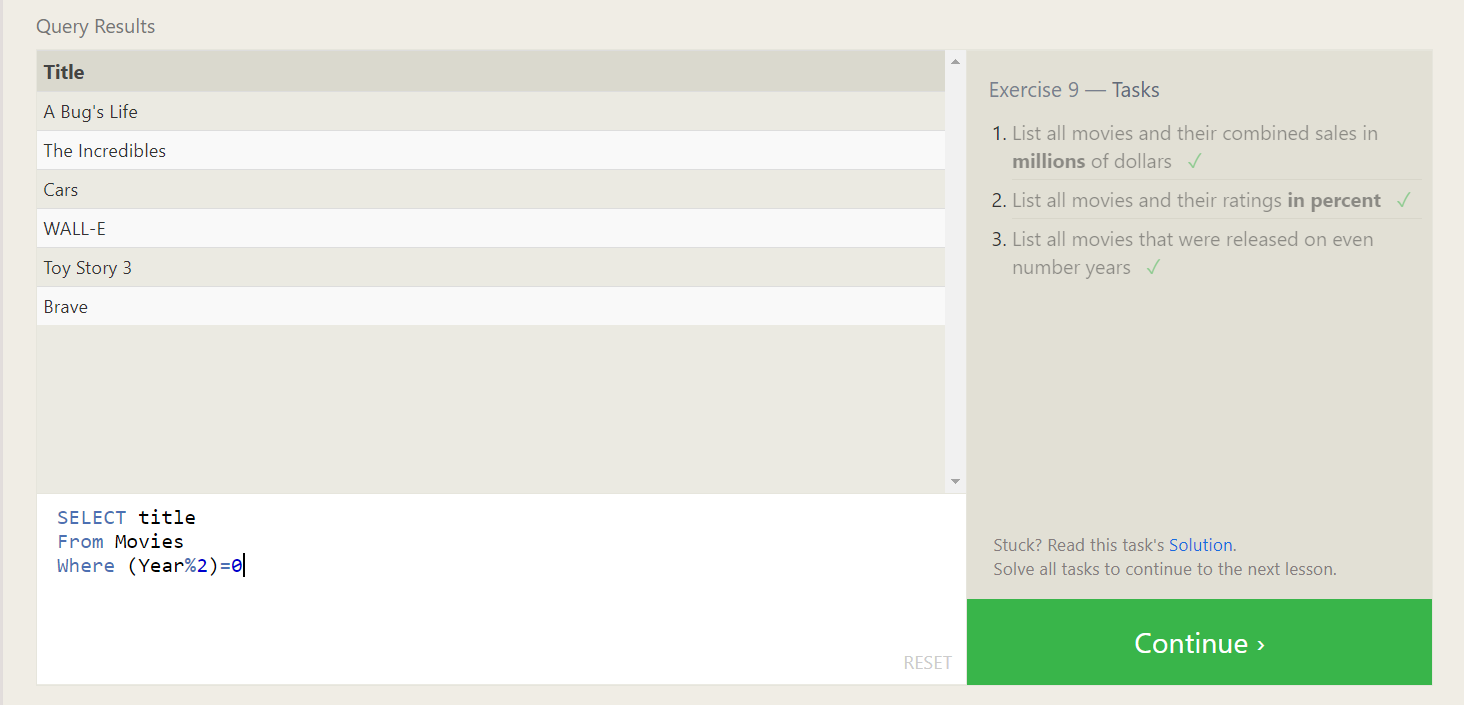 Query Results
Title
A Bug's Life
The Incredibles
Cars
WALL-E
Toy Story 3
Brave
SELECT title
From Movies
Where (Year%2)=0
RESET
Exercise 9 — Tasks
1. List all movies and their combined sales in
millions of dollars ✓
2. List all movies and their ratings in percent ✓
3. List all movies that were released on even
number years ✓
Stuck? Read this task's Solution.
Solve all tasks to continue to the next lesson.
Continue ›